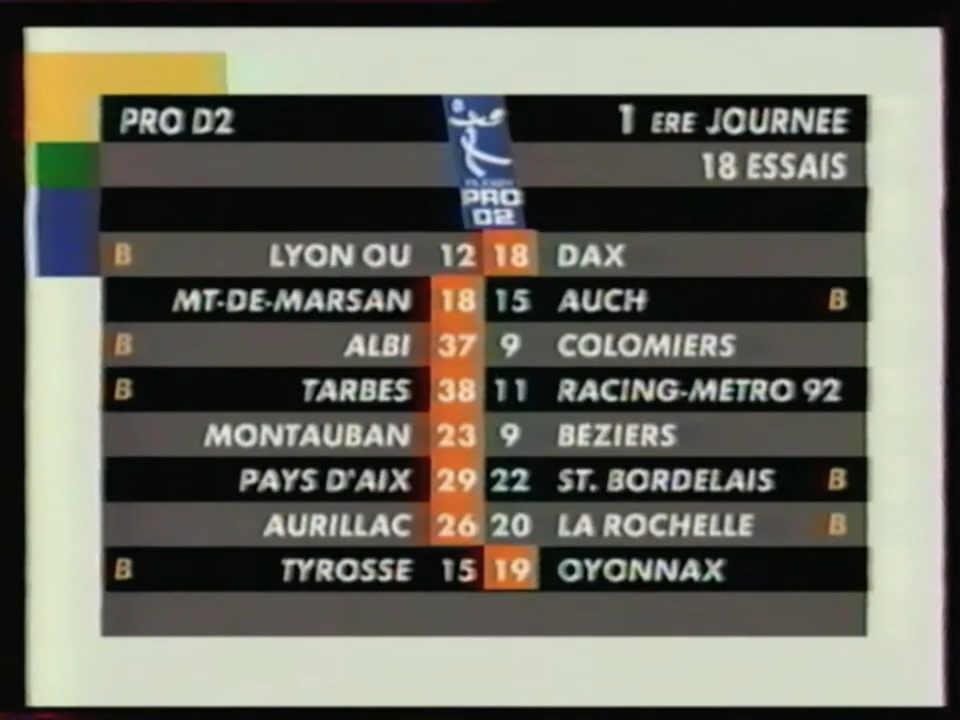 PRO D2 1 ERE JOURNEE
18 ESSAIS
PRO
D2
B LYON OU 12 18 DAX
MT-DE-MARSAN 18 15 AUCH B
B ALBI 37 9 COLOMIERS
B TARBES 38 11 RACING-METRO 92
MONTAUBAN 23 9 BEZIERS
PAYS D'AIX 29 22 ST. BORDELAIS B
AURILLAC 26 20 LA ROCHELLE B
B TYROSSE 15 19 OYONNAX